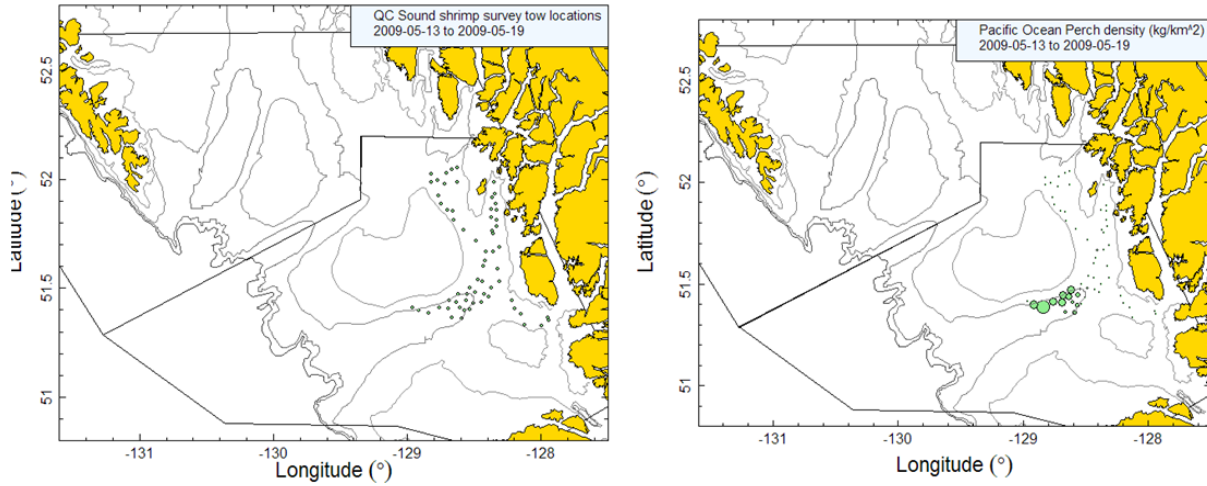 QC Sound shrimp survey tow locations
2009-05-13 to 2009-05-19
52.5
52
51.5
51
Latitude (°)
-131
-130
-129
-128
Longitude (°)
Pacific Ocean Perch density (kg/km^2)
2009-05-13 to 2009-05-19
52.5
52
51.5
51
Latitude (°)
-131
-130
-129
-128
Longitude (°)